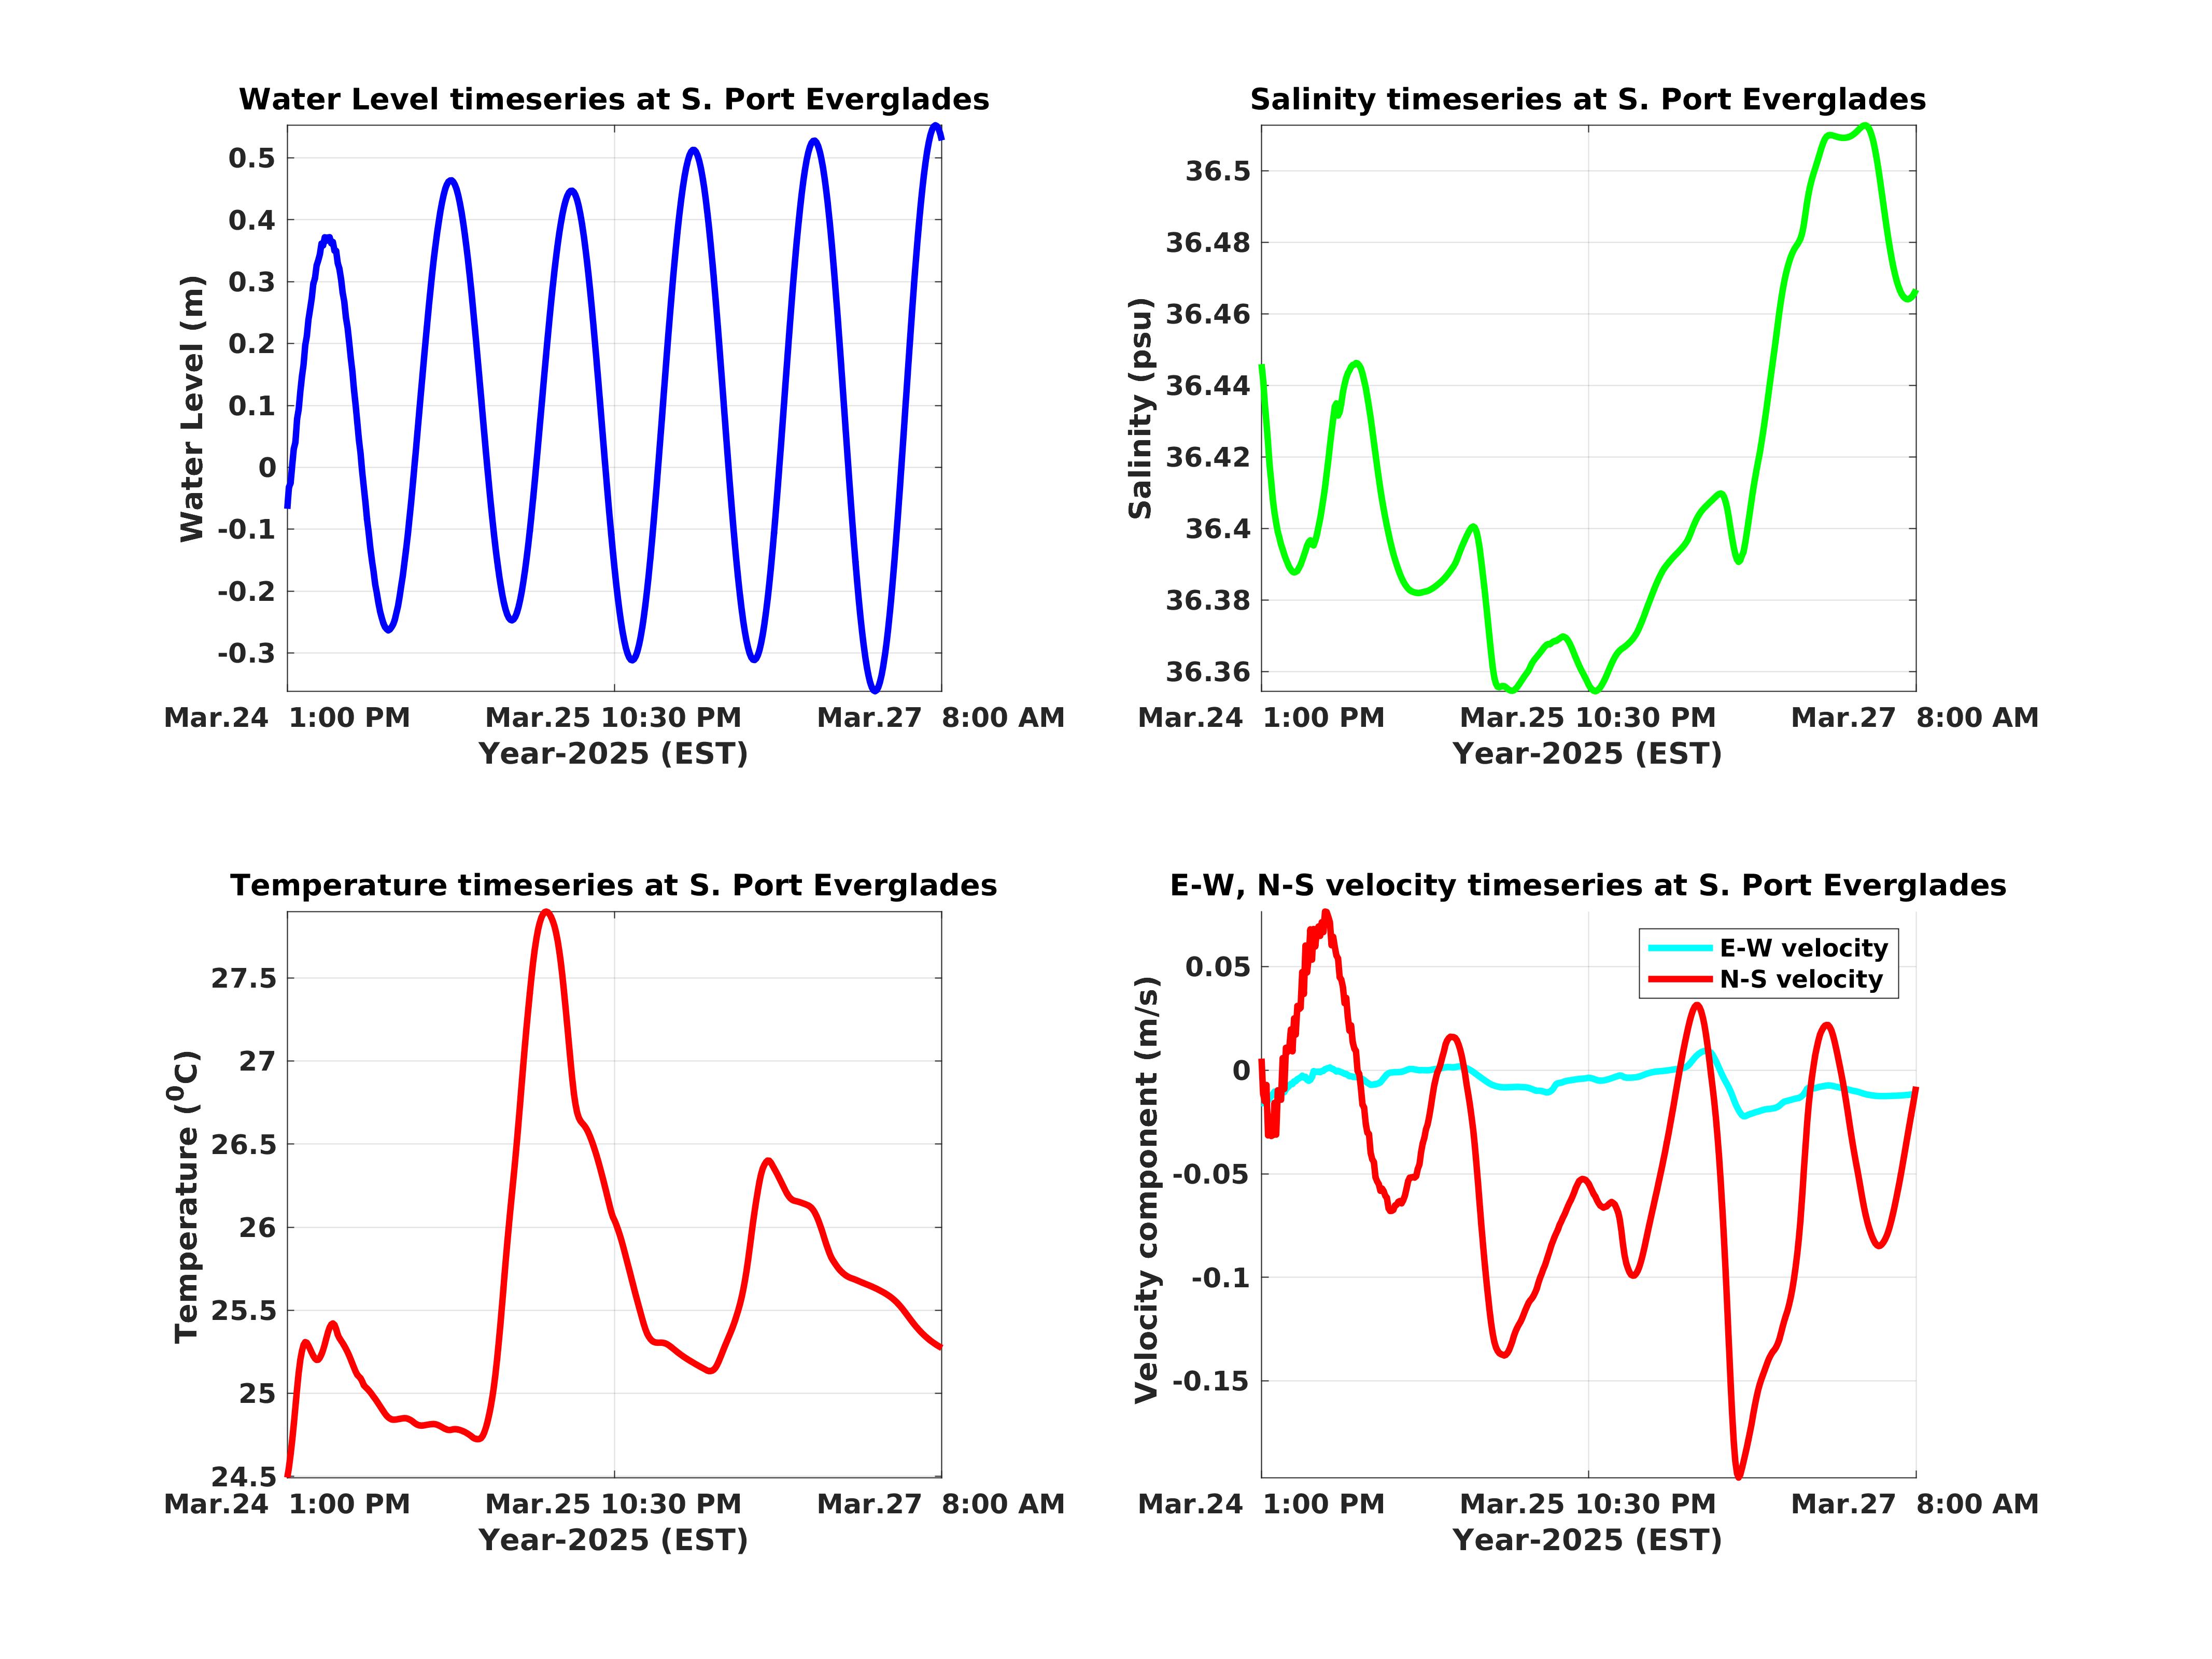 Water Level timeseries at S. Port Everglades
Water Level (m)
0.5
0.4
0.3
0.2
0.1
0
-0.1
-0.2
-0.3
Mar.24 1:00 PM Mar.25 10:30 PM Mar.27 8:00 AM
Year-2025 (EST)
Salinity timeseries at S. Port Everglades
Salinity (psu)
36.5
36.48
36.46
36.44
36.42
36.4
36.38
36.36
Mar.24 1:00 PM Mar.25 10:30 PM Mar.27 8:00 AM
Year-2025 (EST)
Temperature timeseries at S. Port Everglades
Temperature (⁰C)
27.5
27
26.5
26
25.5
25
24.5
Mar.24 1:00 PM Mar.25 10:30 PM Mar.27 8:00 AM
Year-2025 (EST)
E-W, N-S velocity timeseries at S. Port Everglades
Velocity component (m/s)
0.05
0
-0.05
-0.1
-0.15
E-W velocity
N-S velocity
Mar.24 1:00 PM Mar.25 10:30 PM Mar.27 8:00 AM
Year-2025 (EST)